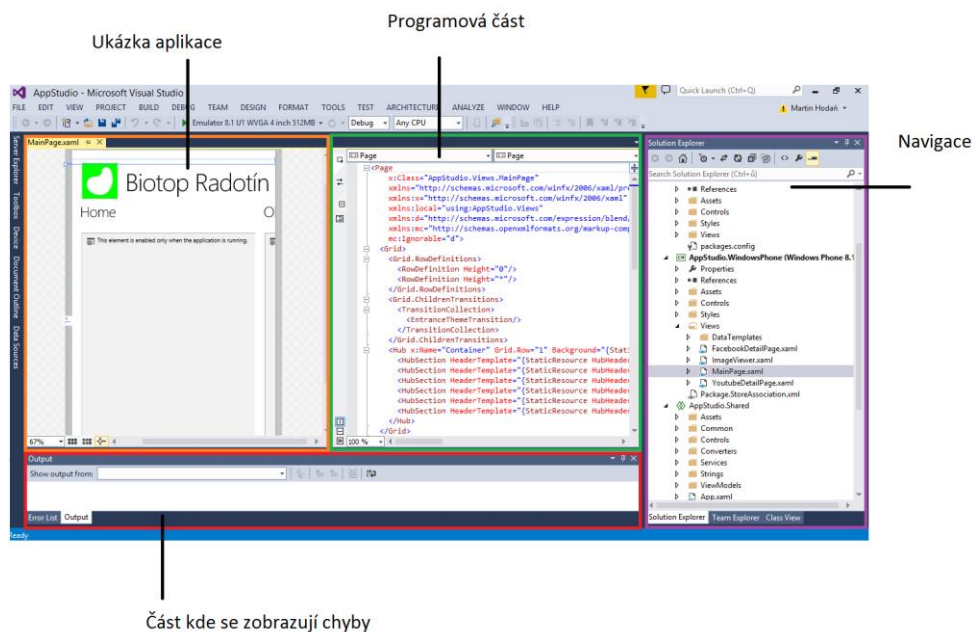 Programová část
Ukázka aplikace
AppStudio - Microsoft Visual Studio
Quick Launch (Ctrl+Q)
FILE EDIT VIEW PROJECT BUILD DEBUG TEAM DESIGN FORMAT TOOLS TEST ARCHITECTURE ANALYZE WINDOW HELP
Martin Hodaň
Emulator 8.1 U1 WVGA 4 inch 512MB
Debug
Any CPU
Navigace
Server Explorer
Toolbox
Device
Document Outline
Data Sources
MainPage.xaml
Biotop Radotín
Home
O
This element is enabled only when the application is running.
67%
Page
Page
<Page
x:Class="AppStudio.Views.MainPage"
xmlns="http://schemas.microsoft.com/winfx/2006/xaml/pre
xmlns:x="http://schemas.microsoft.com/winfx/2006/xaml"
xmlns:local="using:AppStudio.Views"
xmlns:d="http://schemas.microsoft.com/expression/blend/
xmlns:mc="http://schemas.openxmlformats.org/markup-comp
mc:Ignorable="d">
<Grid>
<Grid.RowDefinitions>
<RowDefinition Height="0"/>
<RowDefinition Height="*"/>
</Grid.RowDefinitions>
<Grid.ChildrenTransitions>
<TransitionCollection>
<EntranceThemeTransition/>
</TransitionCollection>
</Grid.ChildrenTransitions>
<Hub x:Name="Container" Grid.Row="1" Background="{Stati
<HubSection HeaderTemplate="{StaticResource HubHeader
<HubSection HeaderTemplate="{StaticResource HubHeader
<HubSection HeaderTemplate="{StaticResource HubHeader
<HubSection HeaderTemplate="{StaticResource HubHeader
<HubSection HeaderTemplate="{StaticResource HubHeader
</Hub>
</Grid>
100 %
Solution Explorer
Search Solution Explorer (Ctrl+ů)
References
Assets
Controls
Styles
Views
packages.config
AppStudio.WindowsPhone (Windows Phone 8.1
Properties
References
Assets
Controls
Styles
Views
DataTemplates
FacebookDetailPage.xaml
ImageViewer.xaml
MainPage.xaml
YoutubeDetailPage.xaml
Package.StoreAssociation.xml
AppStudio.Shared
Assets
Common
Controls
Converters
Services
Strings
ViewModels
App.xaml
Solution Explorer Team Explorer Class View
Output
Show output from:
Error List Output
Ready
Část kde se zobrazují chyby